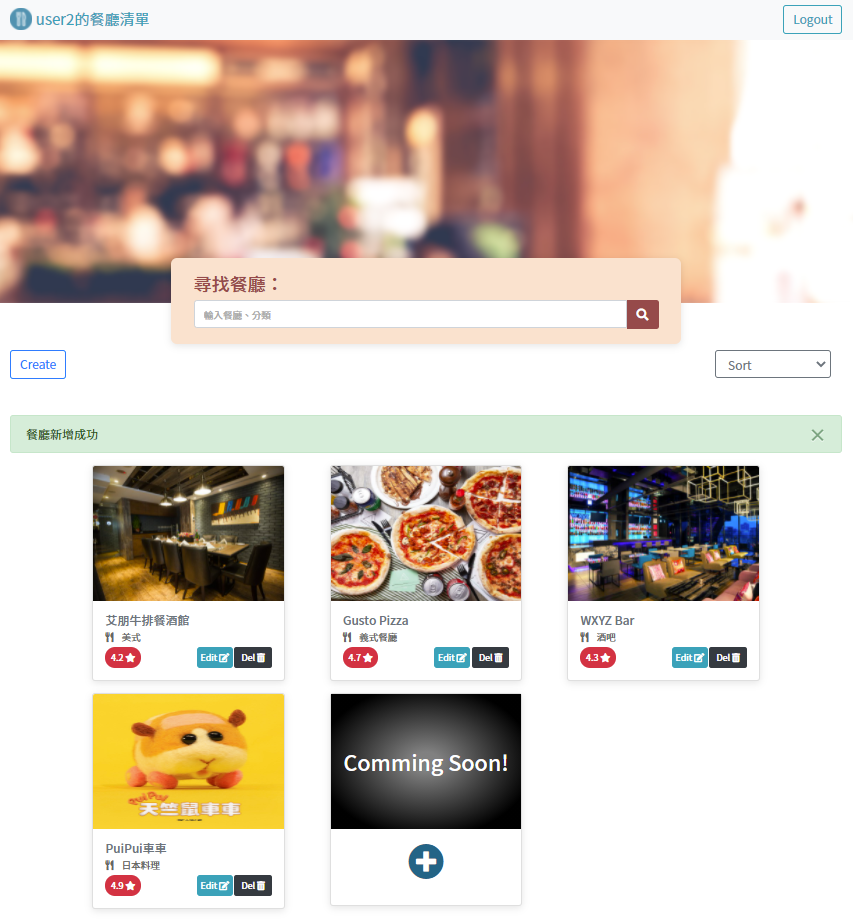 user2的餐廳清單
Logout
尋找餐廳：
輸入餐廳、分類
Create
Sort
餐廳新增成功
艾朋牛排餐酒館
美式
4.2
Edit
Del
Gusto Pizza
義式餐廳
4.7
Edit
Del
WXYZ Bar
酒吧
4.3
Edit
Del
PuiPui
天竺鼠車車
PuiPui車車
日本料理
4.9
Edit
Del
Comming Soon!